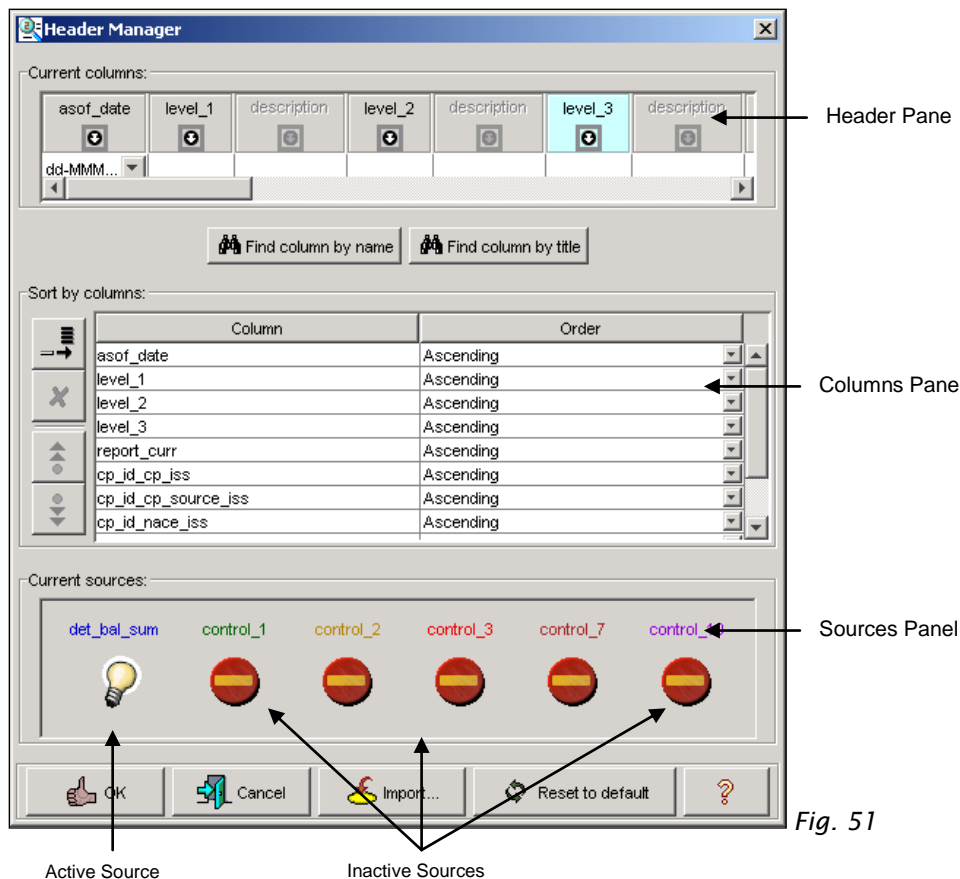 Header Manager
Current columns:
asof_date level_1 description level_2 description level_3 description
dd-MMM...
Header Pane
Find column by name Find column by title
Sort by columns:
Column Order
asof_date Ascending
level_1 Ascending
level_2 Ascending
level_3 Ascending
report_curr Ascending
cp_id_cp_iss Ascending
cp_id_cp_source_iss Ascending
cp_id_nace_iss Ascending
Columns Pane
Current sources:
det_bal_sum control_1 control_2 control_3 control_7
Sources Panel
OK Cancel Import... Reset to default ?
Fig. 51
Active Source Inactive Sources